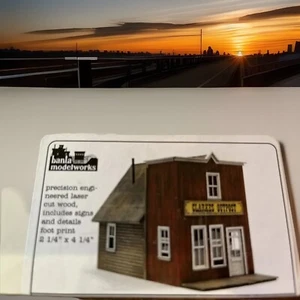 banta
modelworks
precision engi-
neered laser
cut wood,
includes signs
and details
foot print
2 1/4" x 4 1/4"
CLARKES OUTPOST